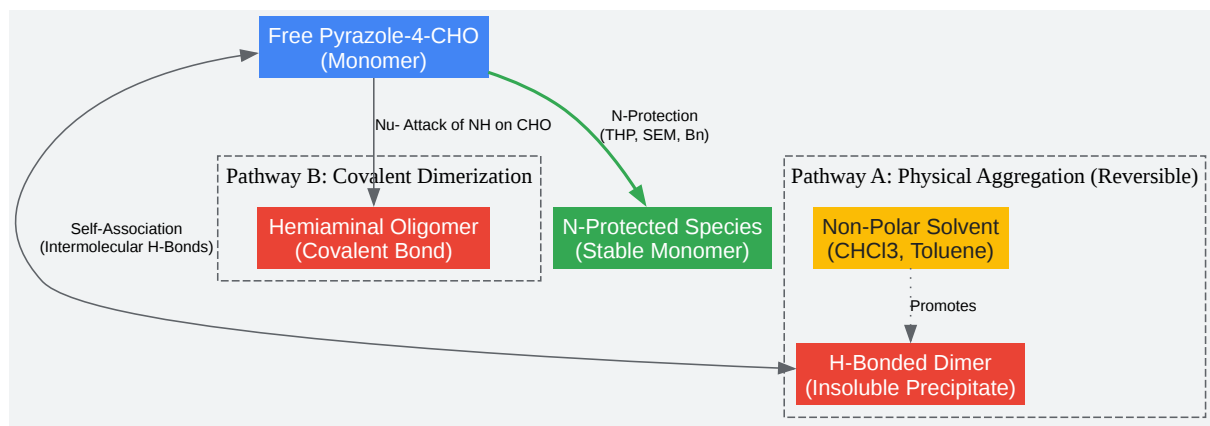 Free Pyrazole-4-CHO
(Monomer)
Nu- Attack of NH on CHO
N-Protection
(THP, SEM, Bn)
Pathway B: Covalent Dimerization
Pathway A: Physical Aggregation (Reversible)
Self-Association
(Intermolecular H-Bonds)
Hemiaminal Oligomer
(Covalent Bond)
N-Protected Species
(Stable Monomer)
Non-Polar Solvent
(CHCl3, Toluene)
Promotes
H-Bonded Dimer
(Insoluble Precipitate)